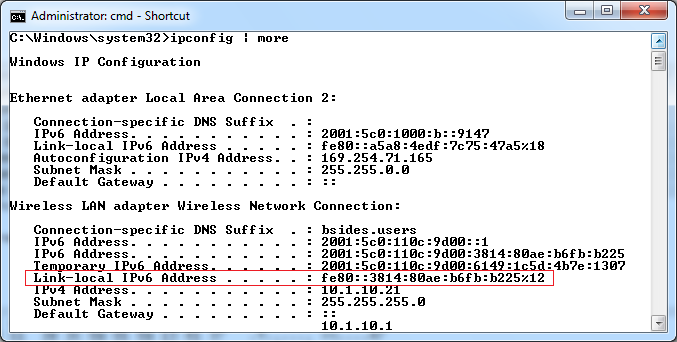 Administrator: cmd - Shortcut
C:\Windows\system32>ipconfig | more
Windows IP Configuration
Ethernet adapter Local Area Connection 2:
Connection-specific DNS Suffix  . :
IPv6 Address. . . . . . . . . . . : 2001:5c0:1000:b::9147
Link-local IPv6 Address . . . . . : fe80::a5a8:4edf:7c75:47a5%18
Autoconfiguration IPv4 Address. . : 169.254.71.165
Subnet Mask . . . . . . . . . . . : 255.255.0.0
Default Gateway . . . . . . . . . : ::
Wireless LAN adapter Wireless Network Connection:
Connection-specific DNS Suffix  . : bsides.users
IPv6 Address. . . . . . . . . . . : 2001:5c0:110c:9d00::1
IPv6 Address. . . . . . . . . . . : 2001:5c0:110c:9d00:3814:80ae:b6fb:b225
Temporary IPv6 Address. . . . . . : 2001:5c0:110c:9d00:6149:1c5d:4b7e:1307
Link-local IPv6 Address . . . . . : fe80::3814:80ae:b6fb:b225%12
IPv4 Address. . . . . . . . . . . : 10.1.10.21
Subnet Mask . . . . . . . . . . . : 255.255.255.0
Default Gateway . . . . . . . . . : ::
10.1.10.1